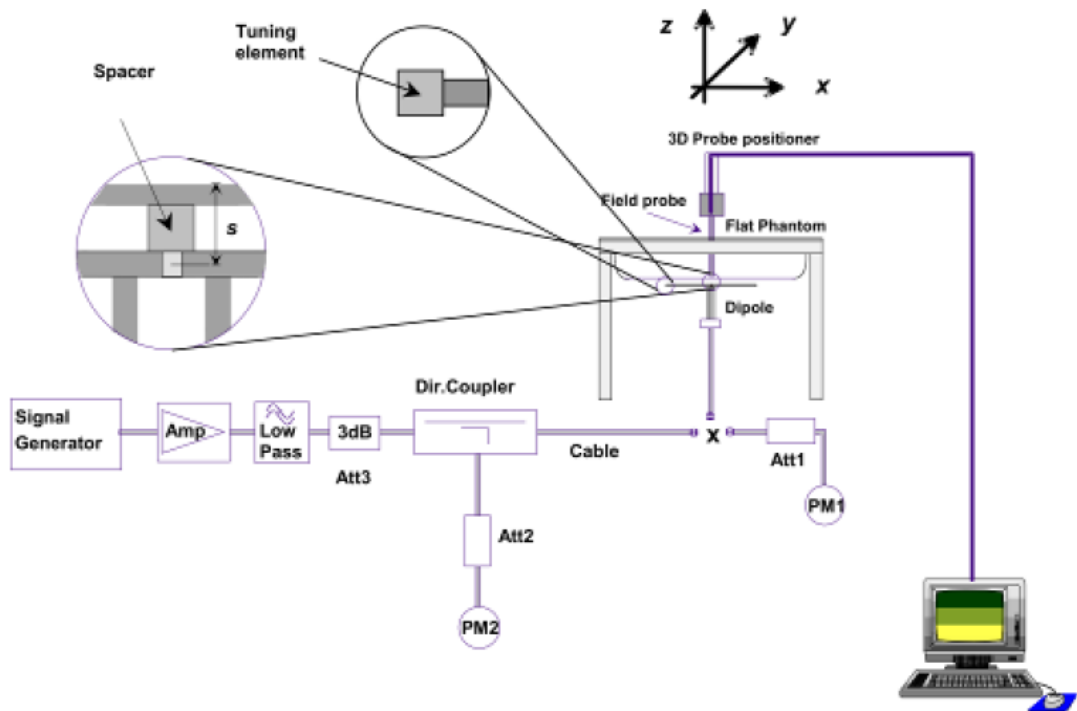 Tuning
element
z
y
x
Spacer
3D Probe positioner
Field probe
Flat Phantom
s
Dipole
Dir.Coupler
Signal
Generator
Amp
Low
Pass
3dB
Att3
Cable
x
Att1
PM1
Att2
PM2